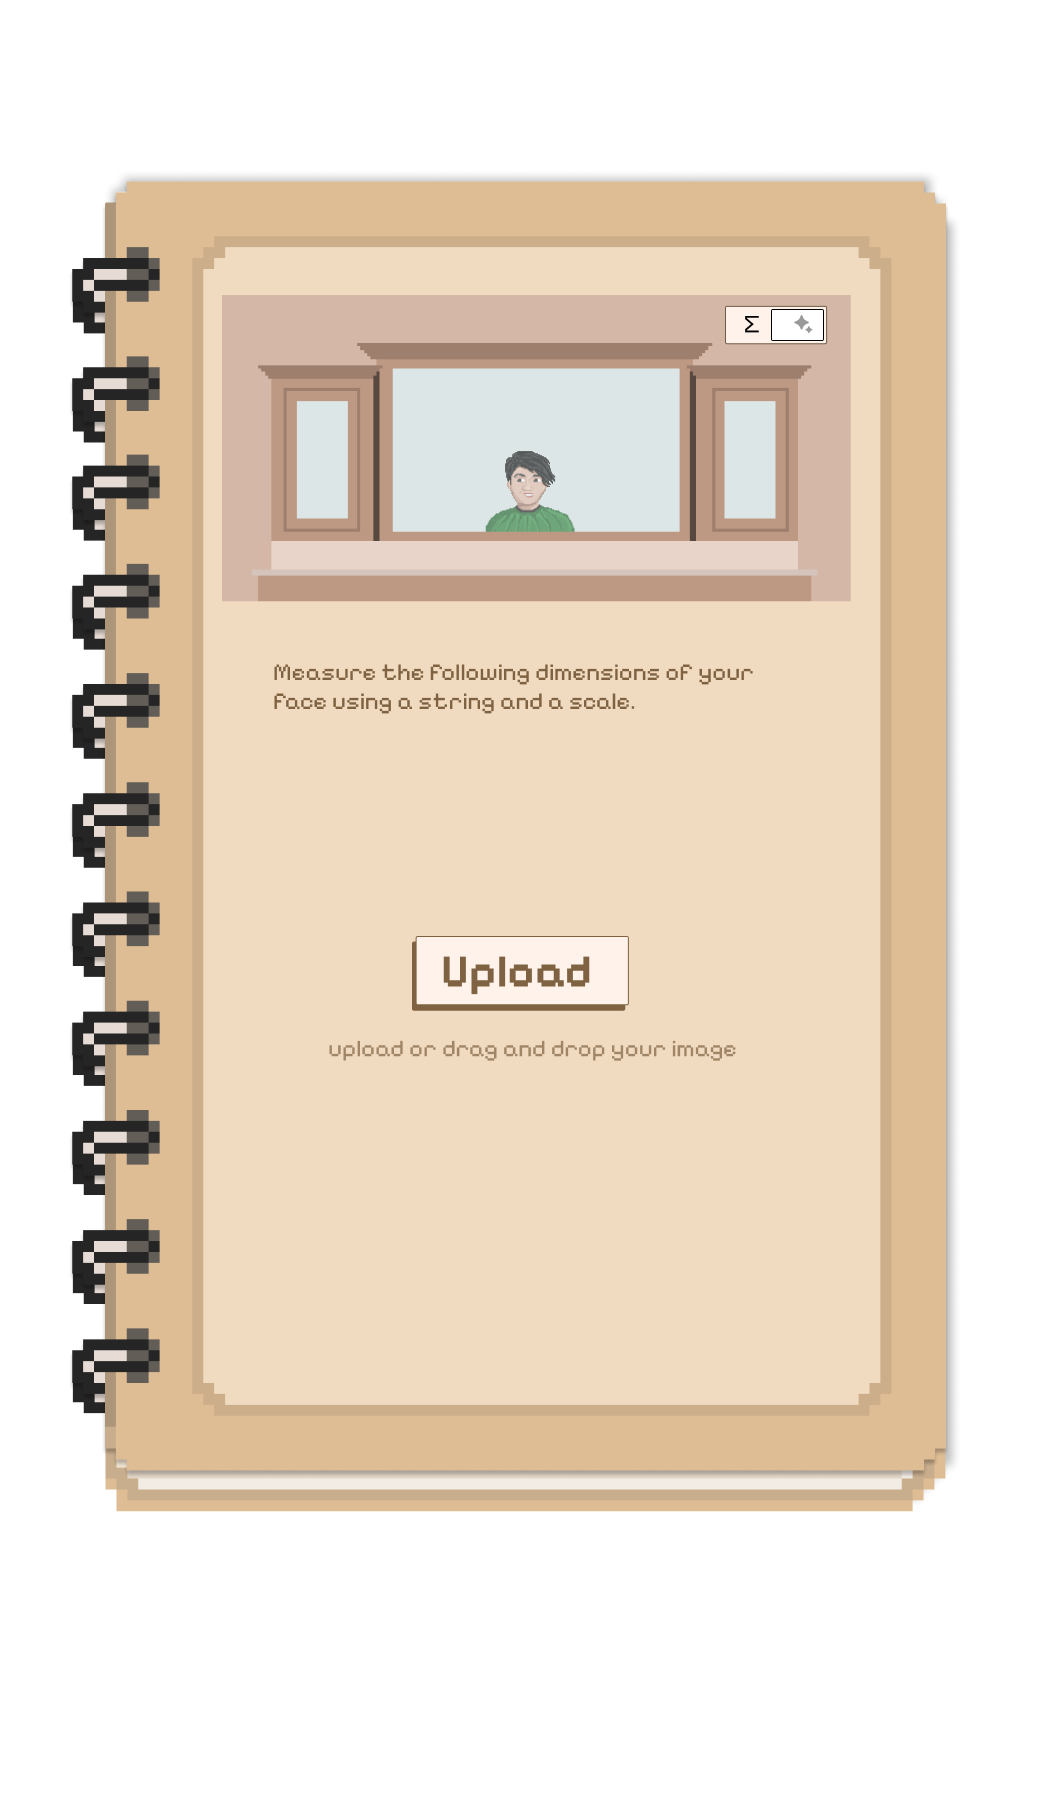 Σ
Measure the following dimensions of your
face using a string and a scale.
Upload
upload or drag and drop your image